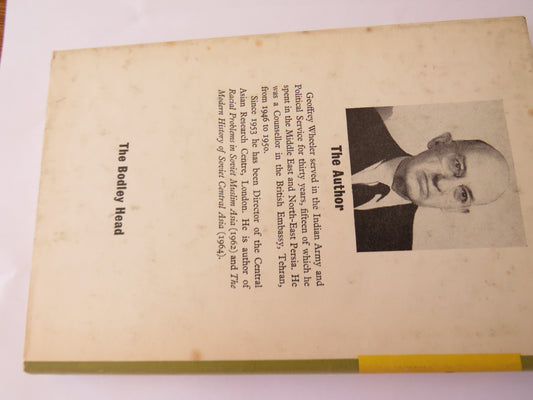 The Author
Geoffrey Wheeler served in the Indian Army and
Political Service for thirty years, fifteen of which he
spent in the Middle East and North-East Persia. He
was a Counsellor in the British Embassy, Tehran,
from 1946 to 1950.
Since 1953 he has been Director of the Central
Asian Research Centre, London. He is author of
Racial Problems in Soviet Muslim Asia (1962) and The
Modern History of Soviet Central Asia (1964).
The Bodley Head